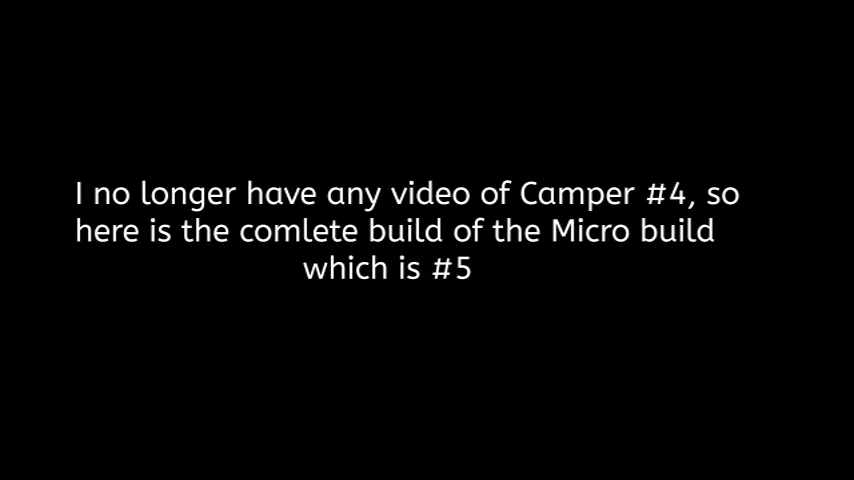 I no longer have any video of Camper #4, so
here is the comlete build of the Micro build
which is #5